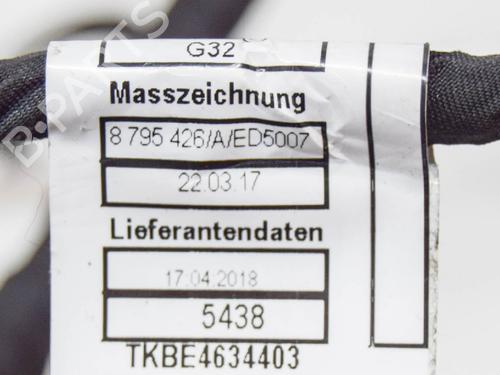 G32
Masszeichnung
8 795 426/A/ED5007
22.03.17
Lieferantendaten
17.04.2018
5438
TKBE4634403
B-PARTS